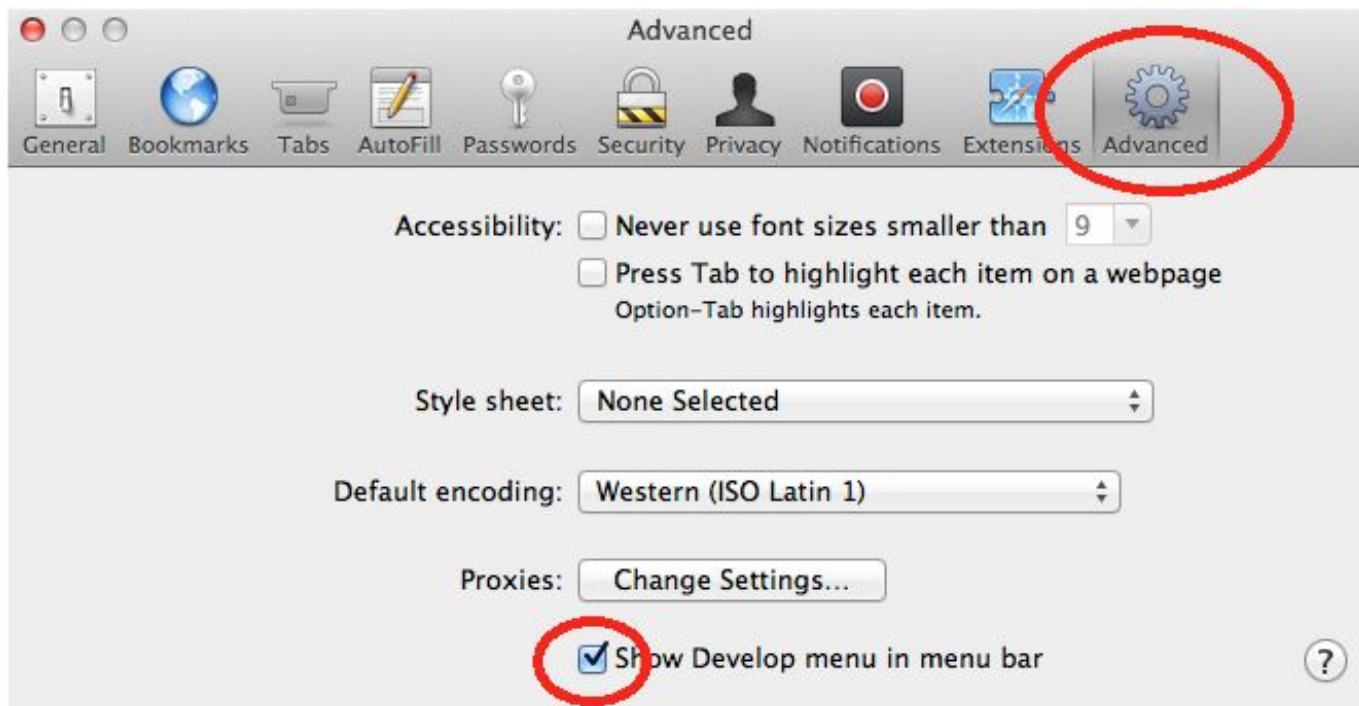 Advanced
General Bookmarks Tabs AutoFill Passwords Security Privacy Notifications Extensions Advanced
Accessibility: Never use font sizes smaller than 9
Press Tab to highlight each item on a webpage
Option-Tab highlights each item.
Style sheet: None Selected
Default encoding: Western (ISO Latin 1)
Proxies: Change Settings...
Show Develop menu in menu bar ?